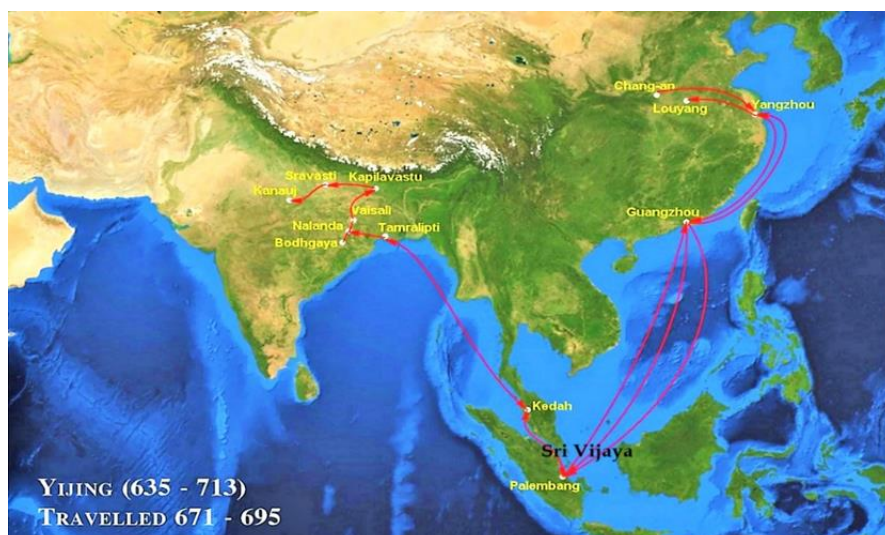 Chang-an
Louyang
Yangzhou
Sravasti
Kapilavastu
Kanauj
Vaisali
Guangzhou
Nalanda
Tamralipti
Bodhgaya
Kedah
Sri Vijaya
Palembang
YIJING (635 - 713)
TRAVELLED 671 - 695